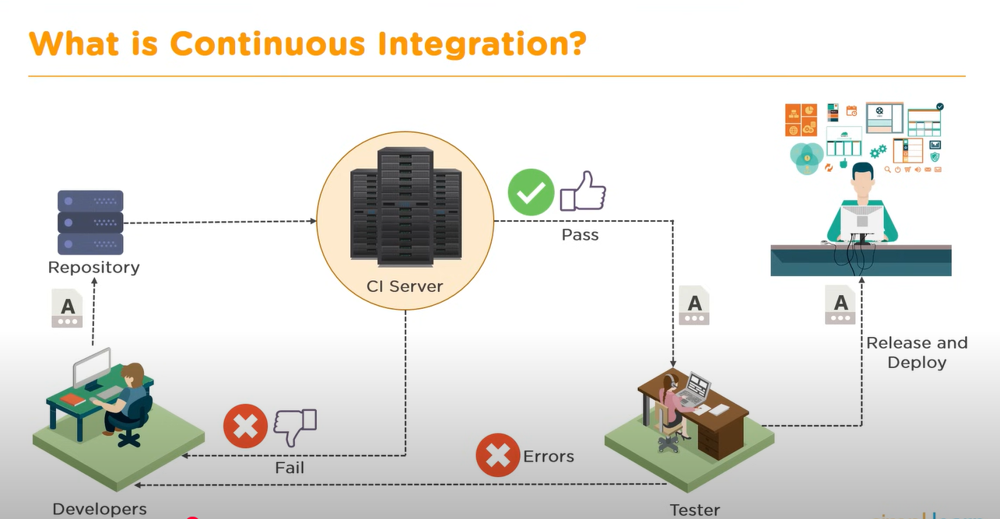 What is Continuous Integration?
Repository
A
CI Server
Pass
A
A
Release and
Deploy
Fail
Errors
Developers
Tester